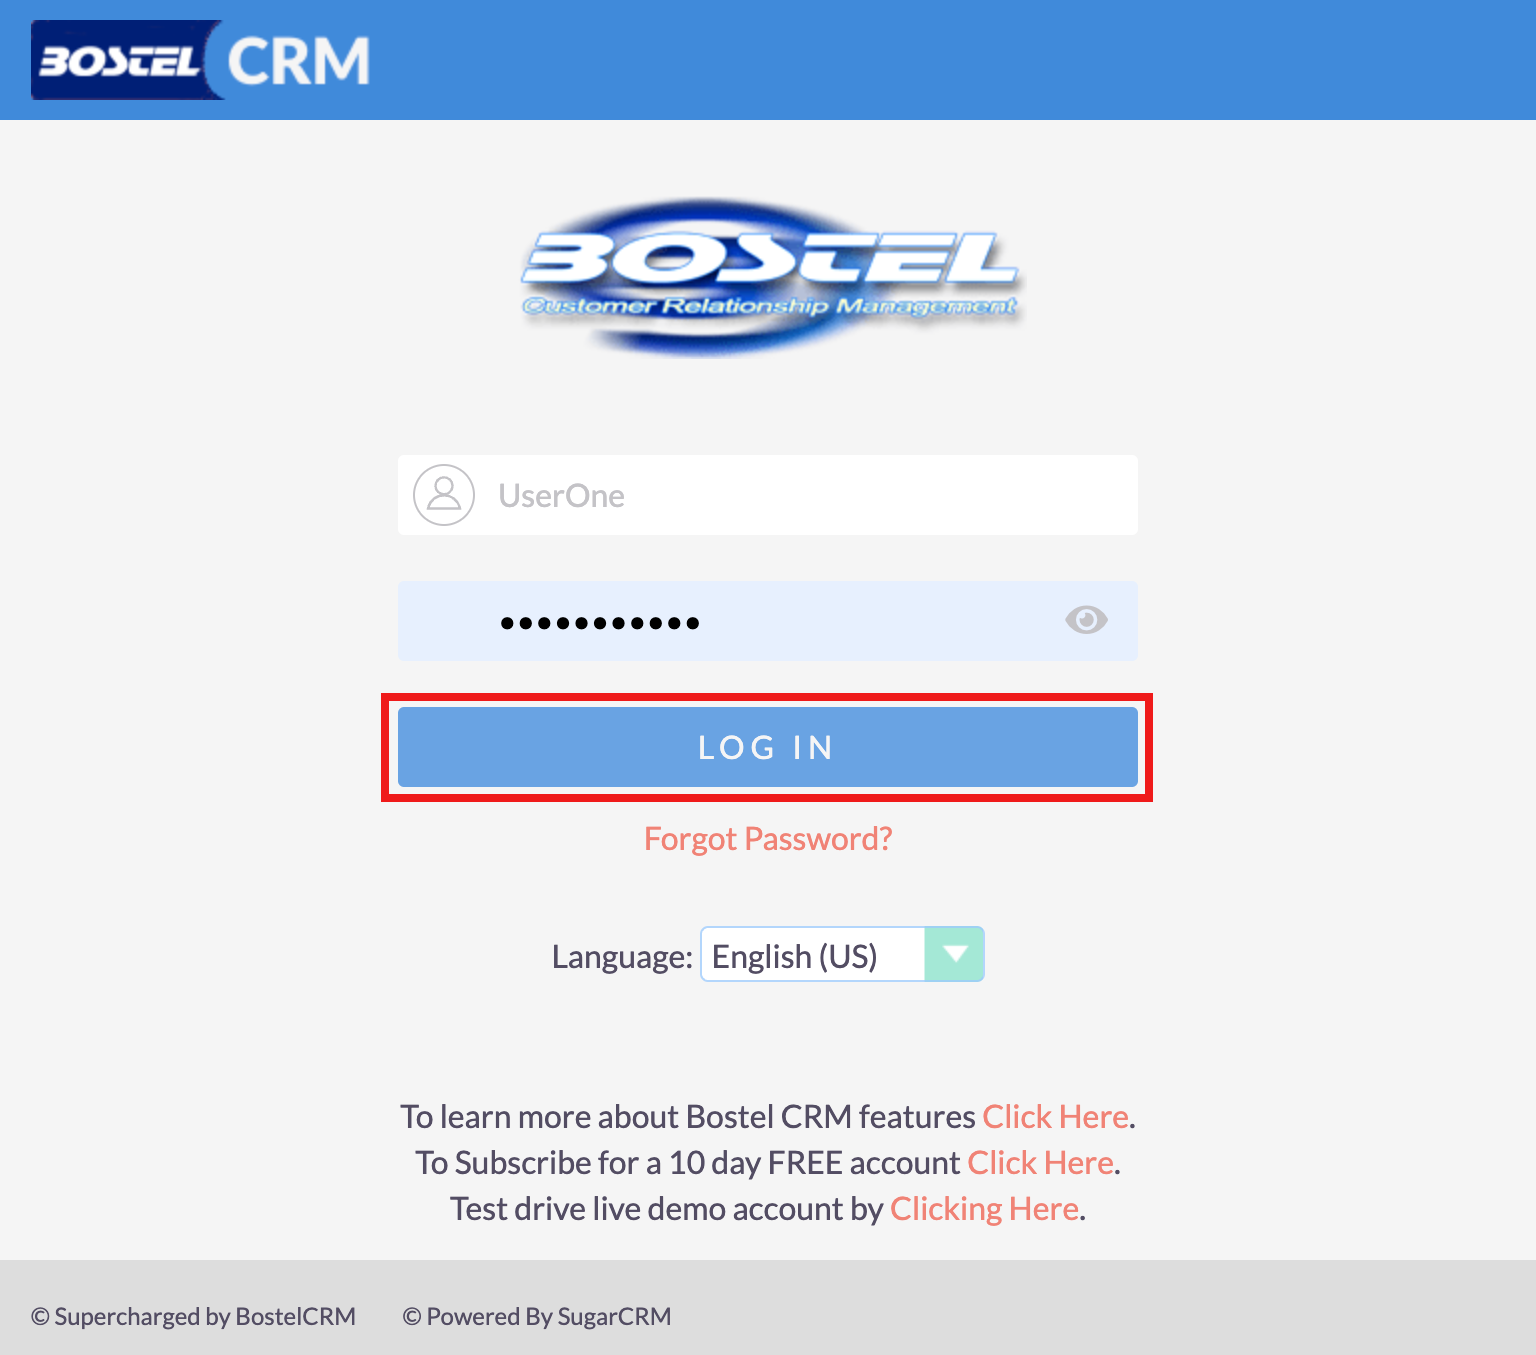 BOSTEL CRM
BOSTEL
Customer Relationship Management
UserOne
LOG IN
Forgot Password?
Language: English (US)
To learn more about Bostel CRM features Click Here.
To Subscribe for a 10 day FREE account Click Here.
Test drive live demo account by Clicking Here.
© Supercharged by BostelCRM © Powered By SugarCRM